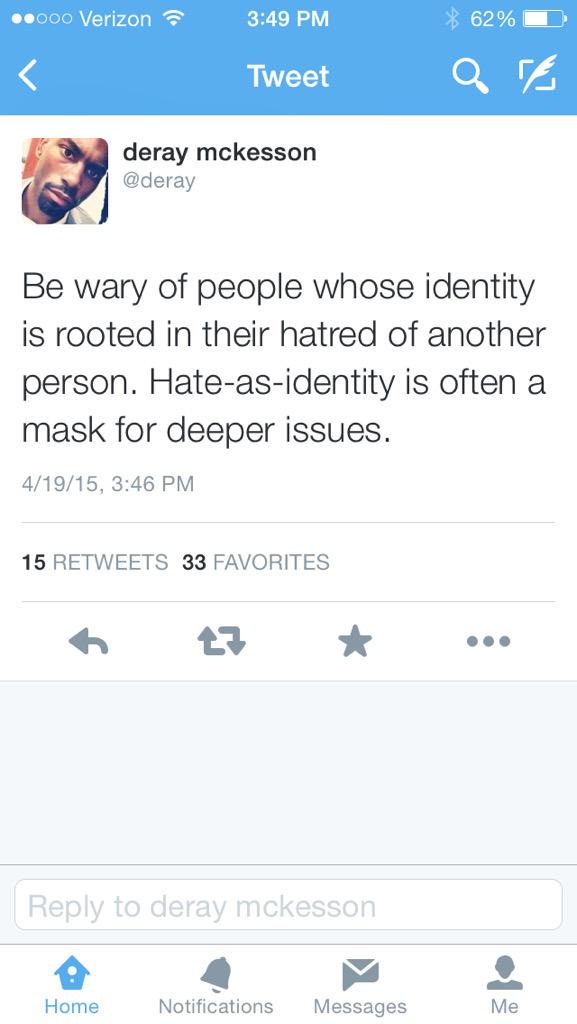 Verizon 3:49 PM 62%
Tweet
deray mckesson
@deray
Be wary of people whose identity
is rooted in their hatred of another
person. Hate-as-identity is often a
mask for deeper issues.
4/19/15, 3:46 PM
15 RETWEETS 33 FAVORITES
Reply to deray mckesson
Home Notifications Messages Me